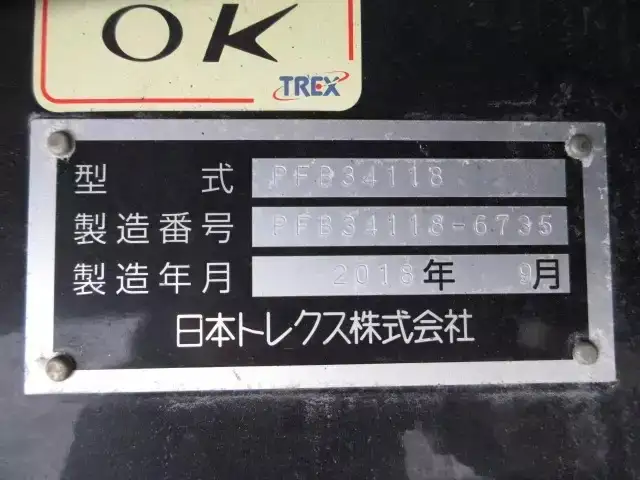 OK
TREX
型式 PFB34118
製造番号 PFB34118-6735
製造年月 2018年 9月
日本トレクス株式会社